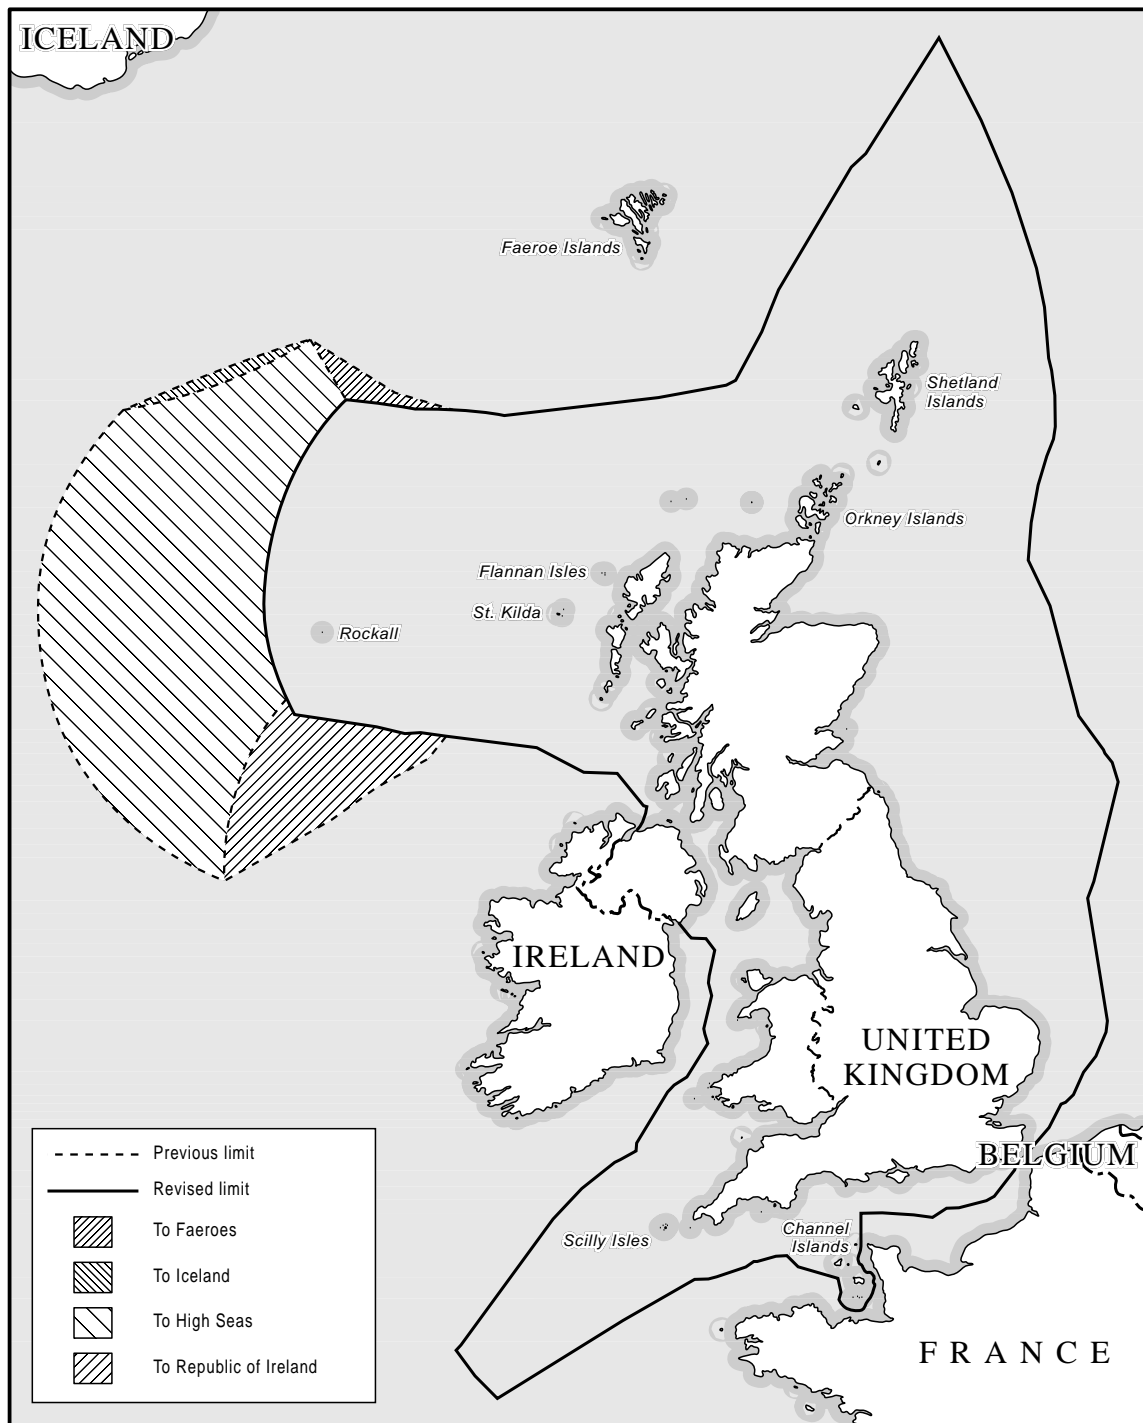 ICELAND
Faeroe Islands
Shetland
Islands
Orkney Islands
Flannan Isles
St. Kilda
Rockall
IRELAND
UNITED
KINGDOM
BELGIUM
Channel
Islands
Scilly Isles
FRANCE
Previous limit
Revised limit
To Faeroes
To Iceland
To High Seas
To Republic of Ireland